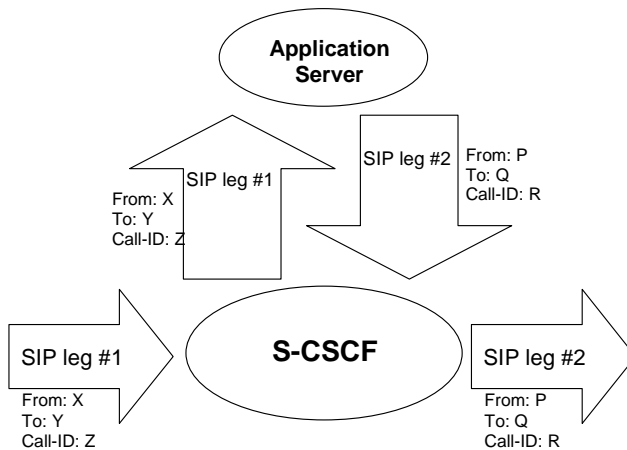 Application
Server
SIP leg #1
From: X
To: Y
Call-ID: Z
SIP leg #2
From: P
To: Q
Call-ID: R
SIP leg #1
From: X
To: Y
Call-ID: Z
S-CSCF
SIP leg #2
From: P
To: Q
Call-ID: R